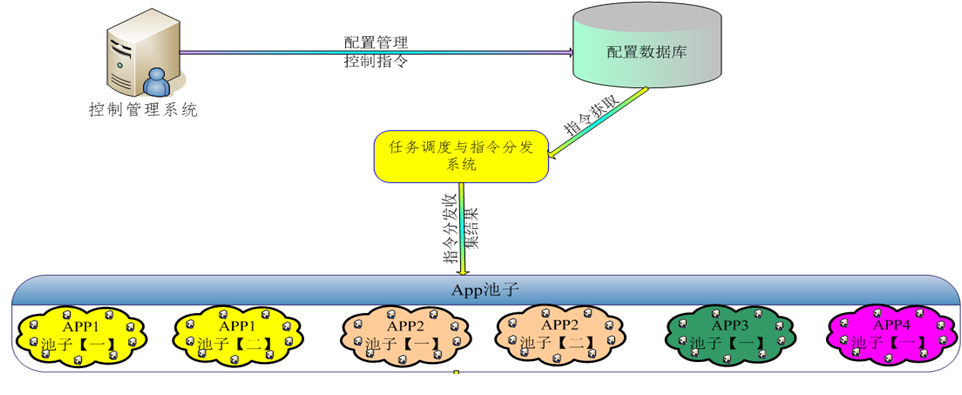 配置管理
控制指令
配置数据库
控制管理系统
指令获取
任务调度与指令分发
系统
指令分发收
集结果
App池子
APP1
池子【一】
APP1
池子【二】
APP2
池子【一】
APP2
池子【二】
APP3
池子【一】
APP4
池子【一】